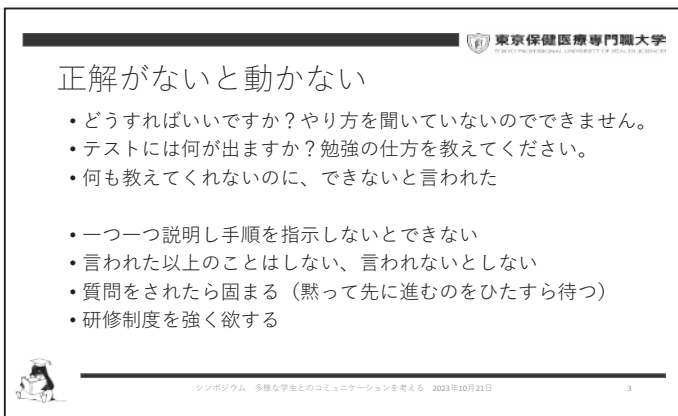 東京保健医療専門職大学
TOKYO PROFESSIONAL UNIVERSITY OF HEALTH SCIENCES
正解がないと動かない
• どうすればいいですか？やり方を聞いていないのでできません。
• テストには何が出ますか？勉強の仕方を教えてください。
• 何も教えてくれないのに、できないと言われた
• 一つ一つ説明し手順を指示しないとできない
• 言われた以上のことはしない、言われないとしない
• 質問をされたら固まる（黙って先に進むのをひたすら待つ）
• 研修制度を強く欲する
シンポジウム　多様な学生とのコミュニケーションを考える　2023年10月21日
3